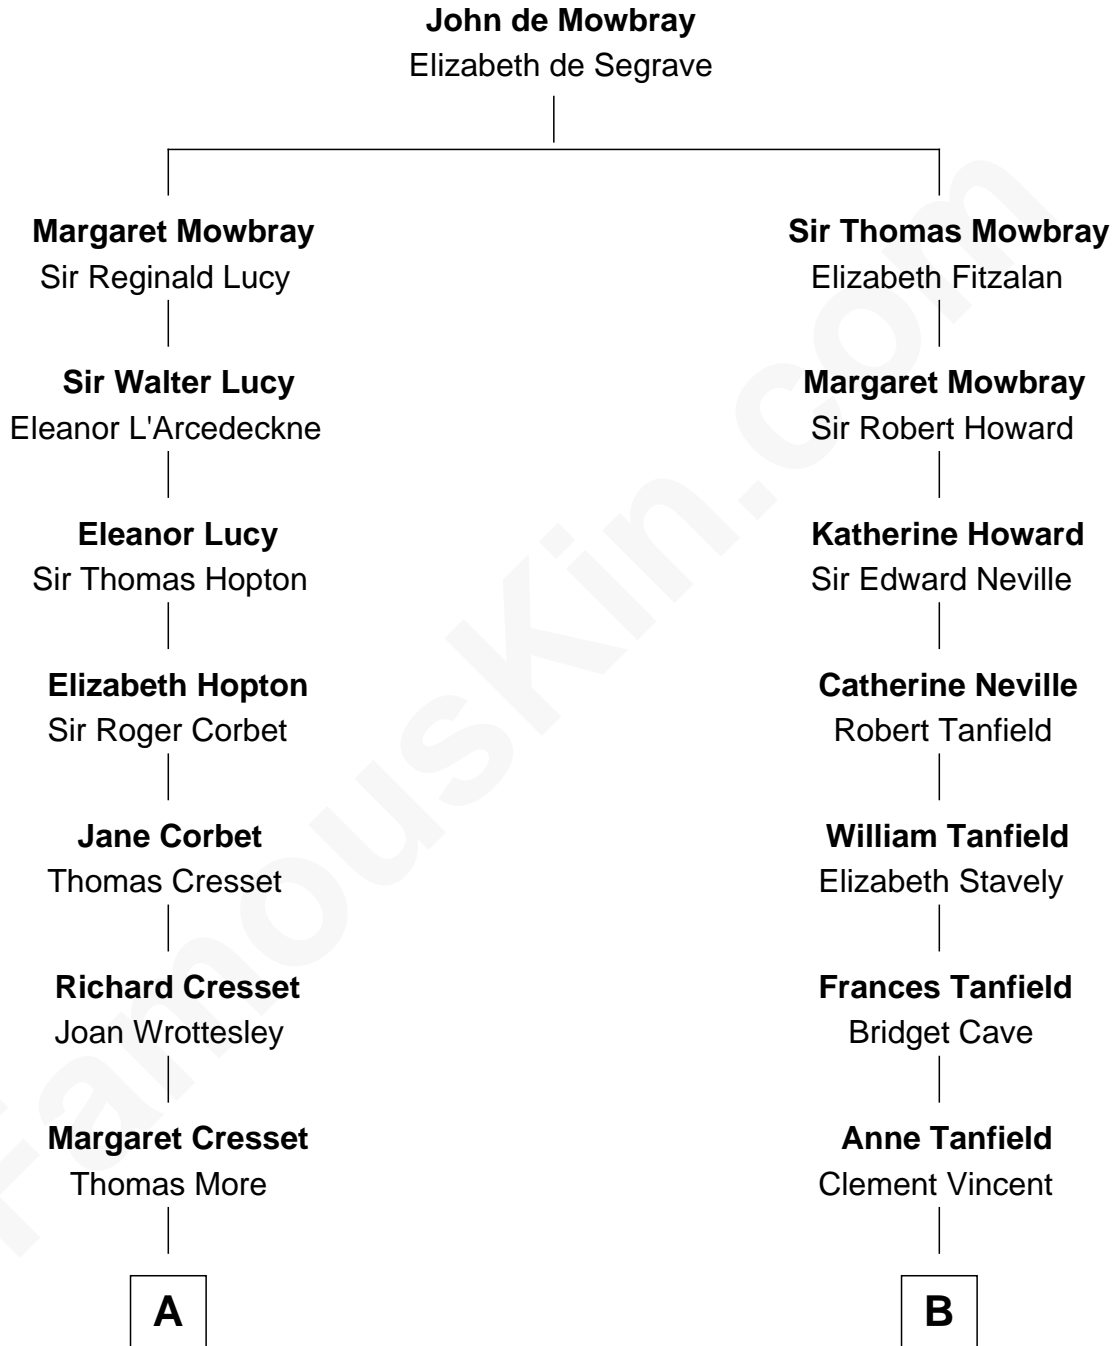 John de Mowbray
Elizabeth de Segrave
Margaret Mowbray
Sir Reginald Lucy
Sir Thomas Mowbray
Elizabeth Fitzalan
Sir Walter Lucy
Eleanor L'Arcedeckne
Margaret Mowbray
Sir Robert Howard
Eleanor Lucy
Sir Thomas Hopton
Katherine Howard
Sir Edward Neville
Elizabeth Hopton
Sir Roger Corbet
Catherine Neville
Robert Tanfield
Jane Corbet
Thomas Cresset
William Tanfield
Elizabeth Stavely
Richard Cresset
Joan Wrottesley
Frances Tanfield
Bridget Cave
Margaret Cresset
Thomas More
Anne Tanfield
Clement Vincent
A
B
FamousKin.com